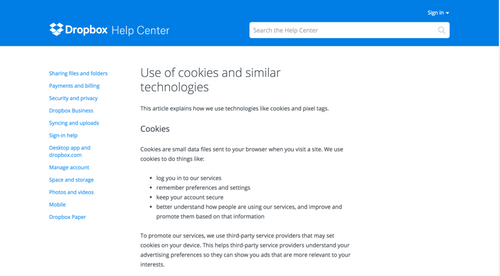 Sign in
Dropbox Help Center
Search the Help Center
Sharing files and folders
Payments and billing
Security and privacy
Dropbox Business
Syncing and uploads
Sign-in help
Desktop app and
dropbox.com
Manage account
Space and storage
Photos and videos
Mobile
Dropbox Paper
Use of cookies and similar
technologies
This article explains how we use technologies like cookies and pixel tags.
Cookies
Cookies are small data files sent to your browser when you visit a site. We use
cookies to do things like:
• log you in to our services
• remember preferences and settings
• keep your account secure
• better understand how people are using our services, and improve and
promote them based on that information
To promote our services, we use third-party service providers that may set
cookies on your device. This helps third-party service providers understand your
advertising preferences so they can show you ads that are more relevant to your
interests.